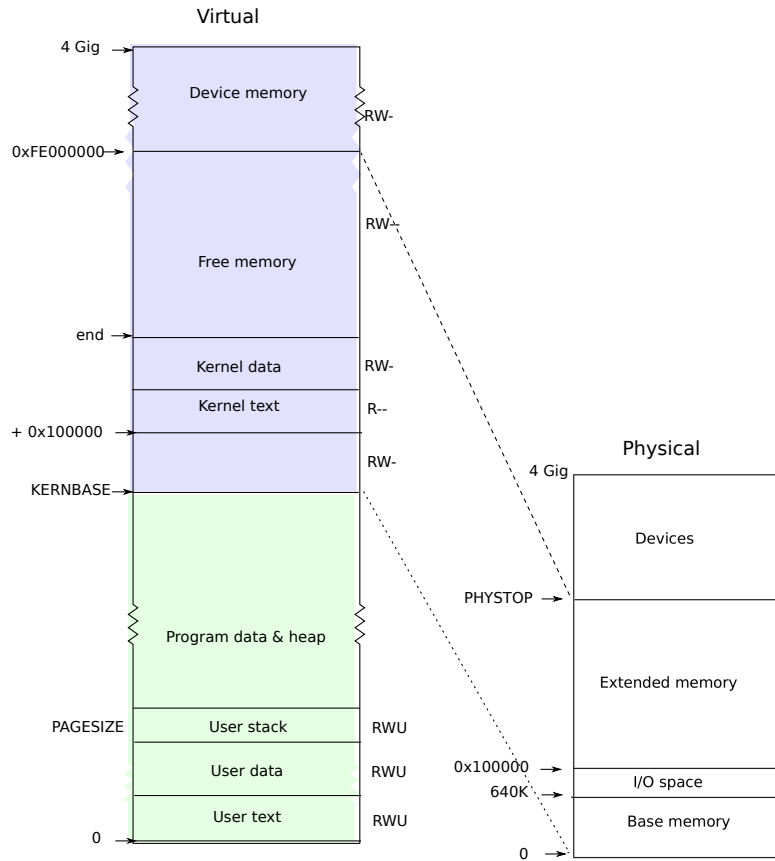 Virtual
4 Gig
Device memory
RW-
0xFE000000
RW--
Free memory
end
Kernel data
RW-
Kernel text
R--
+ 0x100000
RW-
KERNBASE
Program data & heap
PAGESIZE
User stack
RWU
User data
RWU
User text
RWU
0
Physical
4 Gig
Devices
PHYSTOP
Extended memory
0x100000
I/O space
640K
Base memory
0